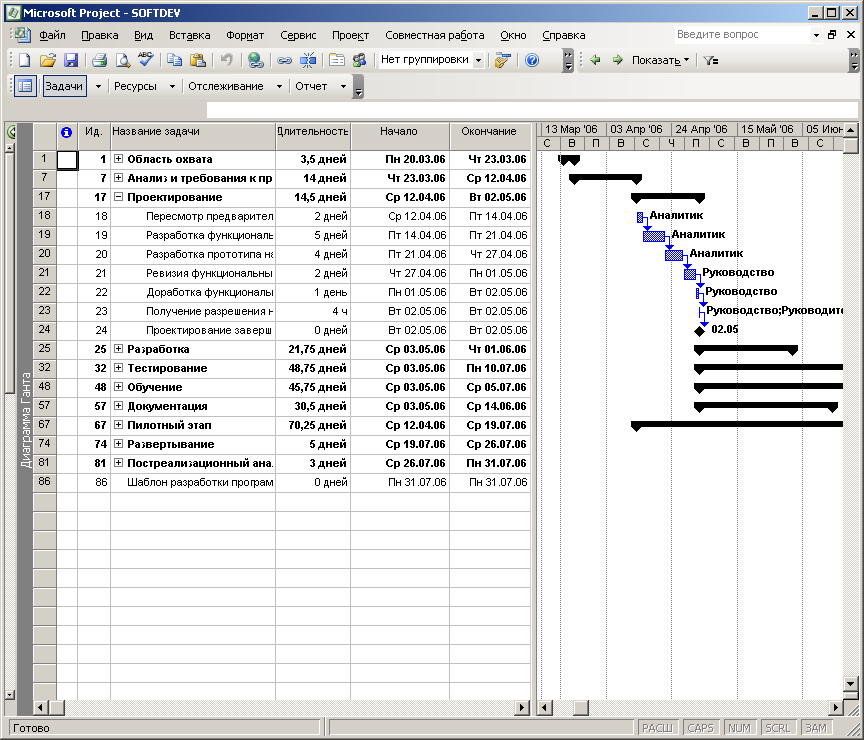 Microsoft Project - SOFTDEV
Файл Правка Вид Вставка Формат Сервис Проект Совместная работа Окно Справка Введите вопрос
Нет группировки Показать
Задачи Ресурсы Отслеживание Отчет
Ид. Название задачи Длительность Начало Окончание 13 Мар '06 03 Апр '06 24 Апр '06 15 Май '06 05 Июн
С В П В С Ч П С В П В С
1 1 Область охвата 3,5 дней Пн 20.03.06 Чт 23.03.06
7 7 Анализ и требования к пр 14 дней Чт 23.03.06 Ср 12.04.06
17 17 Проектирование 14,5 дней Ср 12.04.06 Вт 02.05.06
18 18 Пересмотр предварител 2 дней Ср 12.04.06 Пт 14.04.06 Аналитик
19 19 Разработка функциональ 5 дней Пт 14.04.06 Пт 21.04.06 Аналитик
20 20 Разработка прототипа на 4 дней Пт 21.04.06 Чт 27.04.06 Аналитик
21 21 Ревизия функциональны 2 дней Чт 27.04.06 Пн 01.05.06 Руководство
22 22 Доработка функциональ 1 день Пн 01.05.06 Вт 02.05.06 Руководство
23 23 Получение разрешения н 4 ч Вт 02.05.06 Вт 02.05.06 Руководство;Руководите
24 24 Проектирование заверш 0 дней Вт 02.05.06 Вт 02.05.06 02.05
25 25 Разработка 21,75 дней Ср 03.05.06 Чт 01.06.06
32 32 Тестирование 48,75 дней Ср 03.05.06 Пн 10.07.06
48 48 Обучение 45,75 дней Ср 03.05.06 Ср 05.07.06
57 57 Документация 30,5 дней Ср 03.05.06 Ср 14.06.06
67 67 Пилотный этап 70,25 дней Ср 12.04.06 Ср 19.07.06
74 74 Развертывание 5 дней Ср 19.07.06 Ср 26.07.06
81 81 Постреализационный ана. 3 дней Ср 26.07.06 Пн 31.07.06
86 86 Шаблон разработки програм 0 дней Пн 31.07.06 Пн 31.07.06
Диаграмма Ганта
Готово РАСШ CAPS NUM SCRL ЗАМ